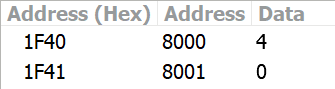 Address (Hex) Address Data
1F40 8000 4
1F41 8001 0